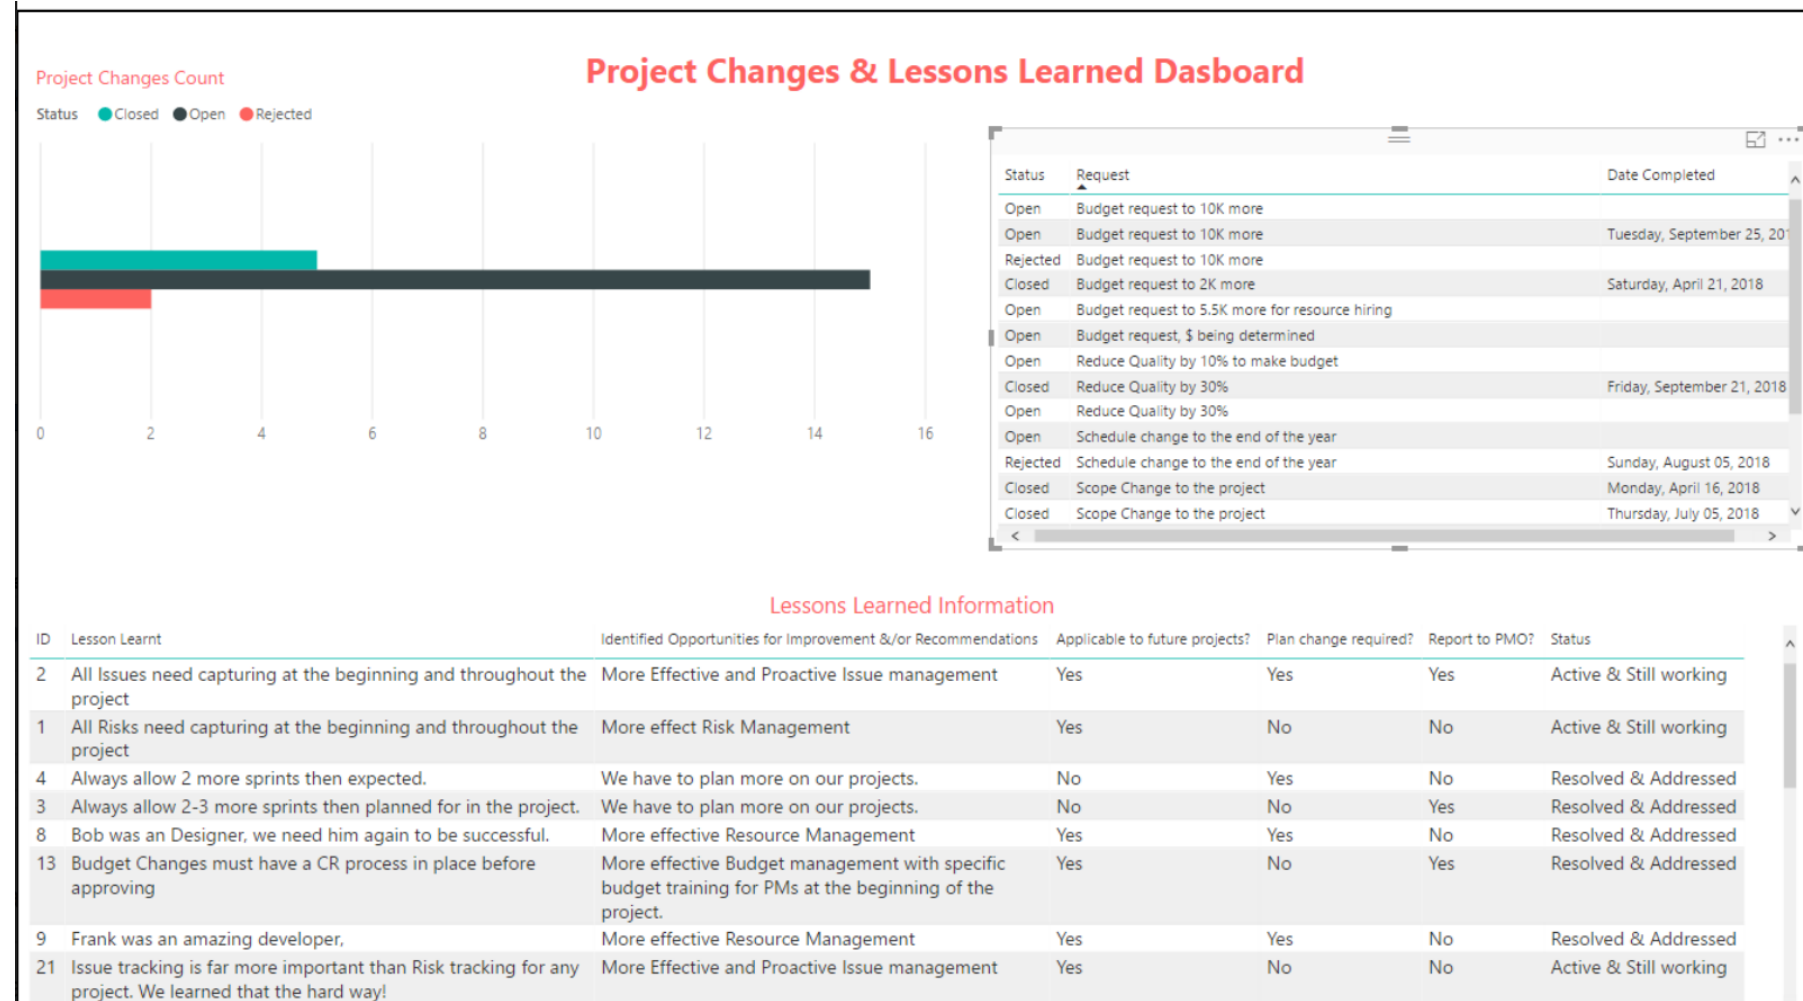 Project Changes & Lessons Learned Dasboard
Project Changes Count
Status Closed Open Rejected
0 2 4 6 8 10 12 14 16
Status Request Date Completed
Open Budget request to 10K more
Open Budget request to 10K more Tuesday, September 25, 201
Rejected Budget request to 10K more
Closed Budget request to 2K more Saturday, April 21, 2018
Open Budget request to 5.5K more for resource hiring
Open Budget request, $ being determined
Open Reduce Quality by 10% to make budget
Closed Reduce Quality by 30% Friday, September 21, 2018
Open Reduce Quality by 30%
Open Schedule change to the end of the year
Rejected Schedule change to the end of the year Sunday, August 05, 2018
Closed Scope Change to the project Monday, April 16, 2018
Closed Scope Change to the project Thursday, July 05, 2018
Lessons Learned Information
ID Lesson Learnt Identified Opportunities for Improvement &/or Recommendations Applicable to future projects? Plan change required? Report to PMO? Status
2 All Issues need capturing at the beginning and throughout the More Effective and Proactive Issue management Yes Yes Yes Active & Still working
project
1 All Risks need capturing at the beginning and throughout the More effect Risk Management Yes No No Active & Still working
project
4 Always allow 2 more sprints then expected. We have to plan more on our projects. No Yes No Resolved & Addressed
3 Always allow 2-3 more sprints then planned for in the project. We have to plan more on our projects. No No Yes Resolved & Addressed
8 Bob was an Designer, we need him again to be successful. More effective Resource Management Yes Yes No Resolved & Addressed
13 Budget Changes must have a CR process in place before More effective Budget management with specific Yes No Yes Resolved & Addressed
approving budget training for PMs at the beginning of the
project.
9 Frank was an amazing developer, More effective Resource Management Yes Yes No Resolved & Addressed
21 Issue tracking is far more important than Risk tracking for any More Effective and Proactive Issue management Yes No No Active & Still working
project. We learned that the hard way!